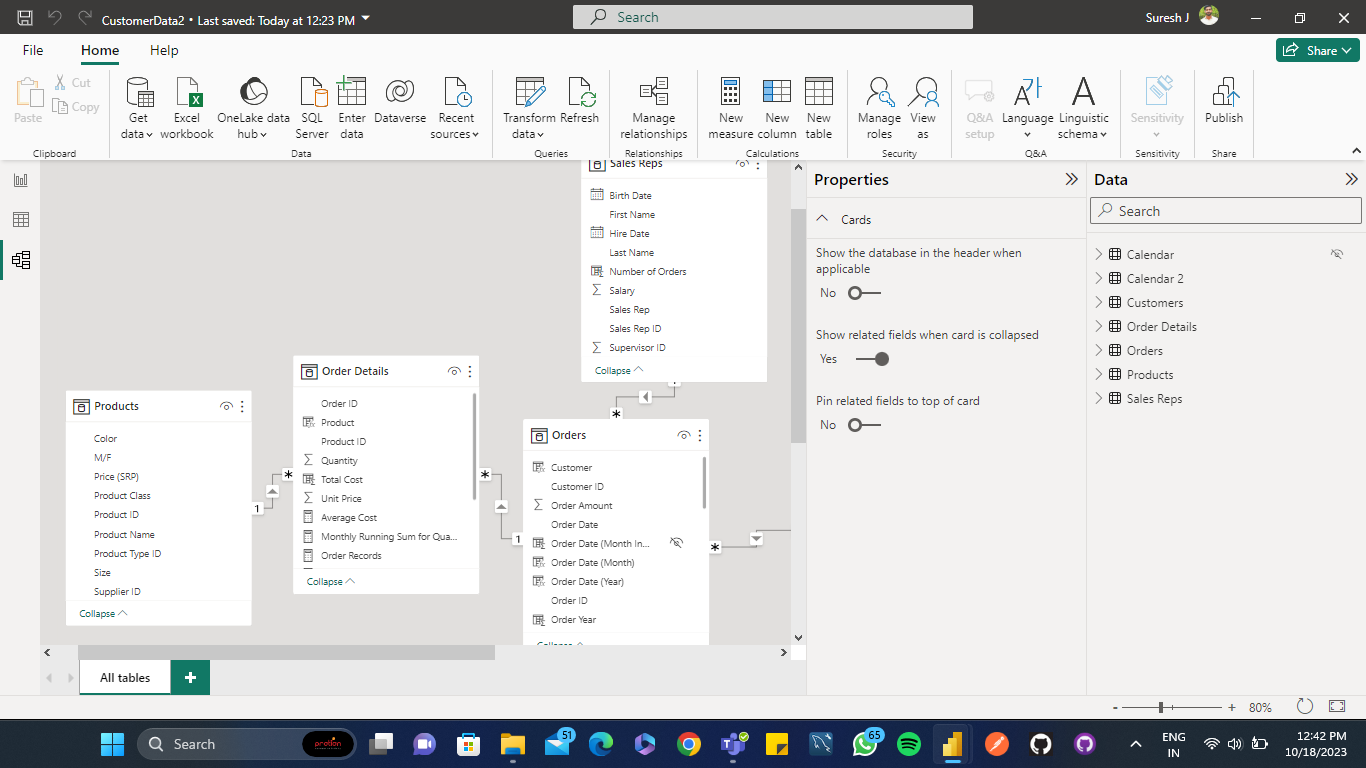 CustomerData2 • Last saved: Today at 12:23 PM
Search
Suresh J
File
Home
Help
Share
Paste
Cut
Copy
Get data
Excel workbook
OneLake data hub
SQL Server
Enter data
Dataverse
Recent sources
Transform data
Refresh
Manage relationships
New measure
New column
New table
Manage roles
View as
Q&A setup
Language
Linguistic schema
Sensitivity
Publish
Clipboard
Data
Queries
Relationships
Calculations
Security
Q&A
Sensitivity
Share
Sales Reps
Birth Date
First Name
Hire Date
Last Name
Number of Orders
Salary
Sales Rep
Sales Rep ID
Supervisor ID
Collapse
Products
Color
M/F
Price (SRP)
Product Class
Product ID
Product Name
Product Type ID
Size
Supplier ID
Collapse
1
*
Order Details
Order ID
Product
Product ID
Quantity
Total Cost
Unit Price
Average Cost
Monthly Running Sum for Qua...
Order Records
Collapse
*
1
*
Orders
Customer
Customer ID
Order Amount
Order Date
Order Date (Month In...
Order Date (Month)
Order Date (Year)
Order ID
Order Year
Collapse
*
Properties
Cards
Show the database in the header when
applicable
No
Show related fields when card is collapsed
Yes
Pin related fields to top of card
No
Data
Search
Calendar
Calendar 2
Customers
Order Details
Orders
Products
Sales Reps
All tables
+
- + 80%
Search
51
65
ENG
IN
12:42 PM
10/18/2023